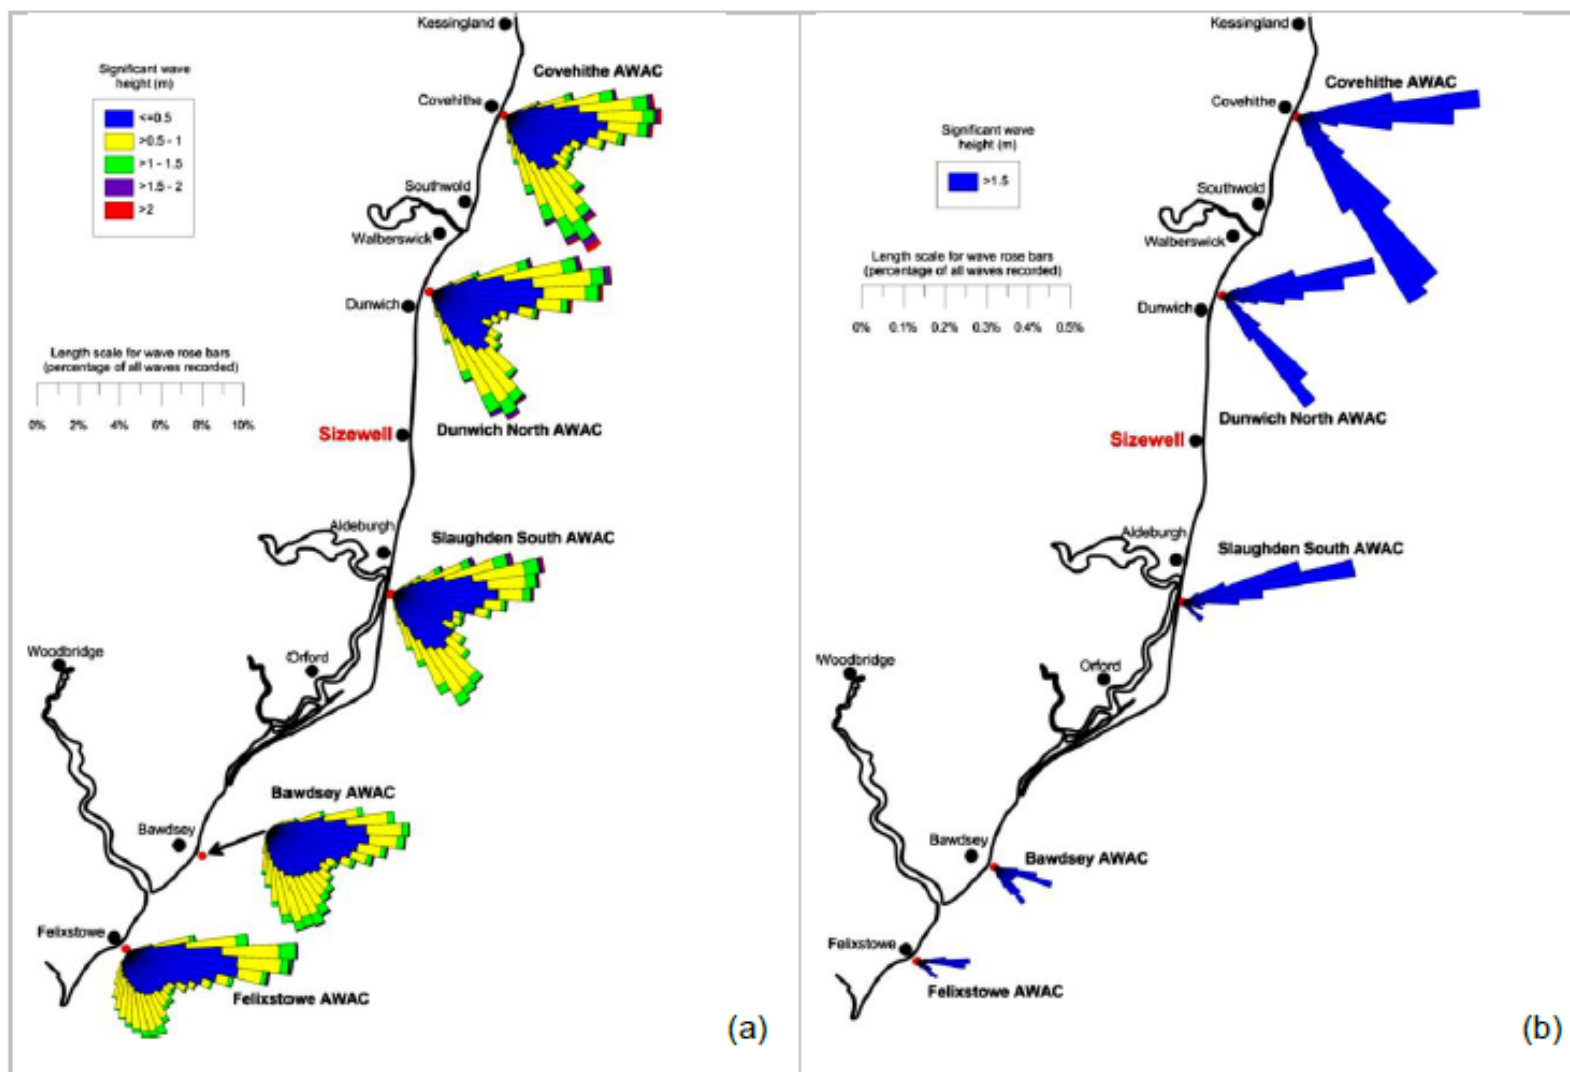 Kessingland
Significant wave
height (m)
<=0.5
>0.5 - 1
>1 - 1.5
>1.5 - 2
>2
Covehithe AWAC
Covehithe
Southwold
Walberswick
Dunwich
Length scale for wave rose bars
(percentage of all waves recorded)
0% 2% 4% 6% 8% 10%
Sizewell
Dunwich North AWAC
Aldeburgh
Slaughden South AWAC
Woodbridge
Orford
Bawdsey AWAC
Bawdsey
Felixstowe
Felixstowe AWAC
(a)
Kessingland
Covehithe AWAC
Covehithe
Significant wave
height (m)
>1.5
Southwold
Walberswick
Length scale for wave rose bars
(percentage of all waves recorded)
0% 0.1% 0.2% 0.3% 0.4% 0.5%
Dunwich
Dunwich North AWAC
Sizewell
Aldeburgh
Slaughden South AWAC
Woodbridge
Orford
Bawdsey
Bawdsey AWAC
Felixstowe
Felixstowe AWAC
(b)